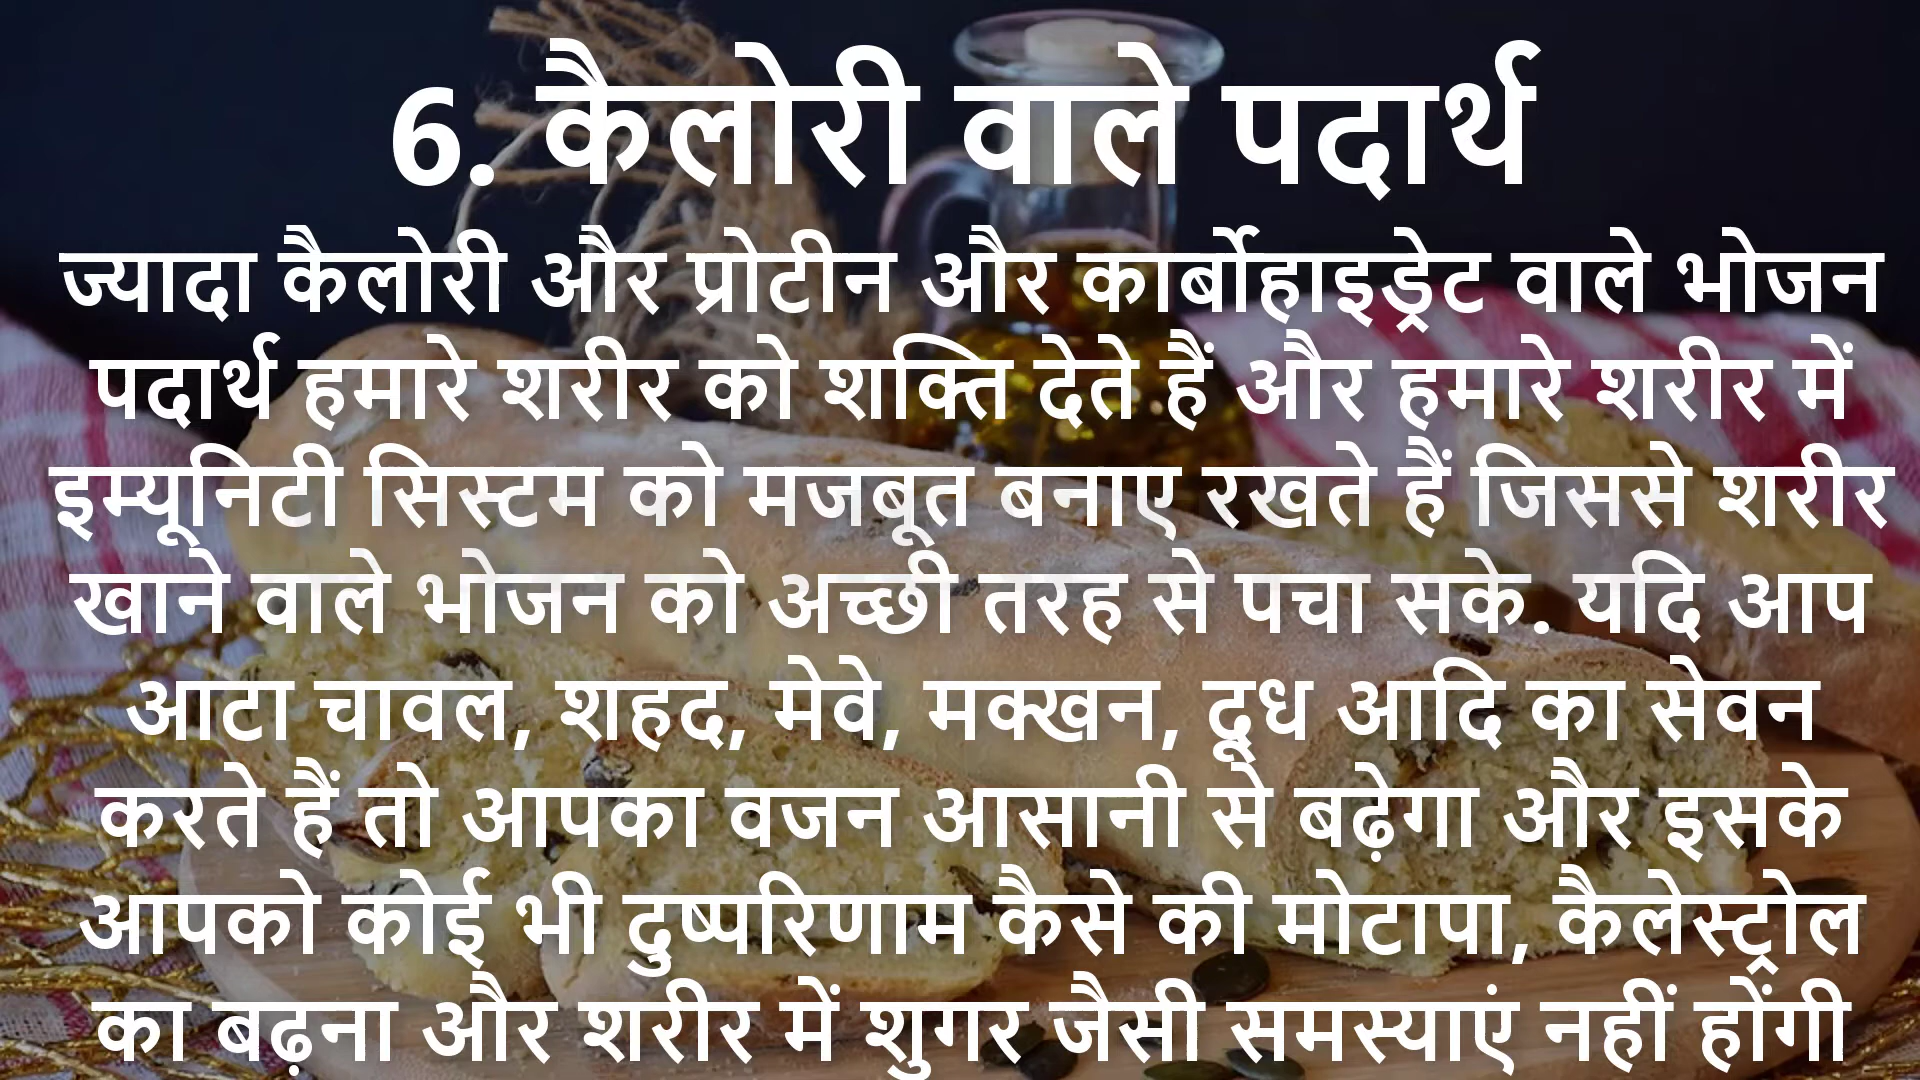 6. कैलोरी वाले पदार्थ
ज्यादा कैलोरी और प्रोटीन और कार्बोहाइड्रेट वाले भोजन
पदार्थ हमारे शरीर को शक्ति देते हैं और हमारे शरीर में
इम्यूनिटी सिस्टम को मजबूत बनाए रखते हैं जिससे शरीर
खाने वाले भोजन को अच्छी तरह से पचा सके. यदि आप
आटा चावल, शहद, मेवे, मक्खन, दूध आदि का सेवन
करते हैं तो आपका वजन आसानी से बढ़ेगा और इसके
आपको कोई भी दुष्परिणाम कैसे की मोटापा, कैलेस्ट्रोल
का बढ़ना और शरीर में शुगर जैसी समस्याएं नहीं होंगी